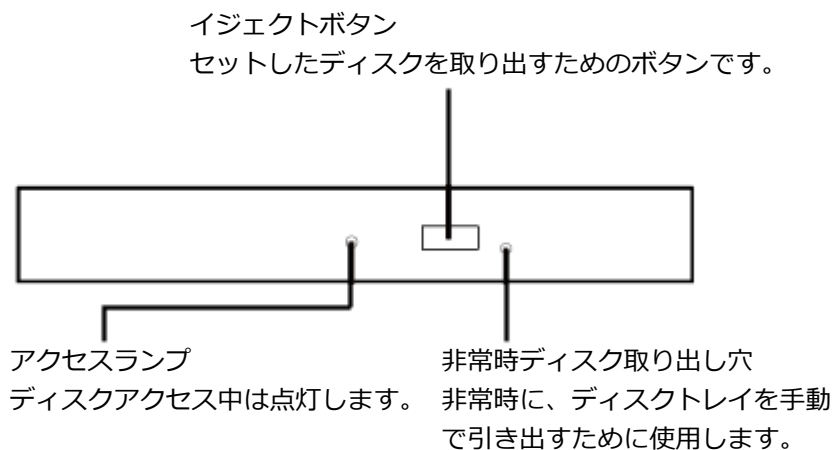 イジェクトボタン
セットしたディスクを取り出すためのボタンです。
アクセスランプ
ディスクアクセス中は点灯します。
非常時ディスク取り出し穴
非常時に、ディスクトレイを手動
で引き出すために使用します。